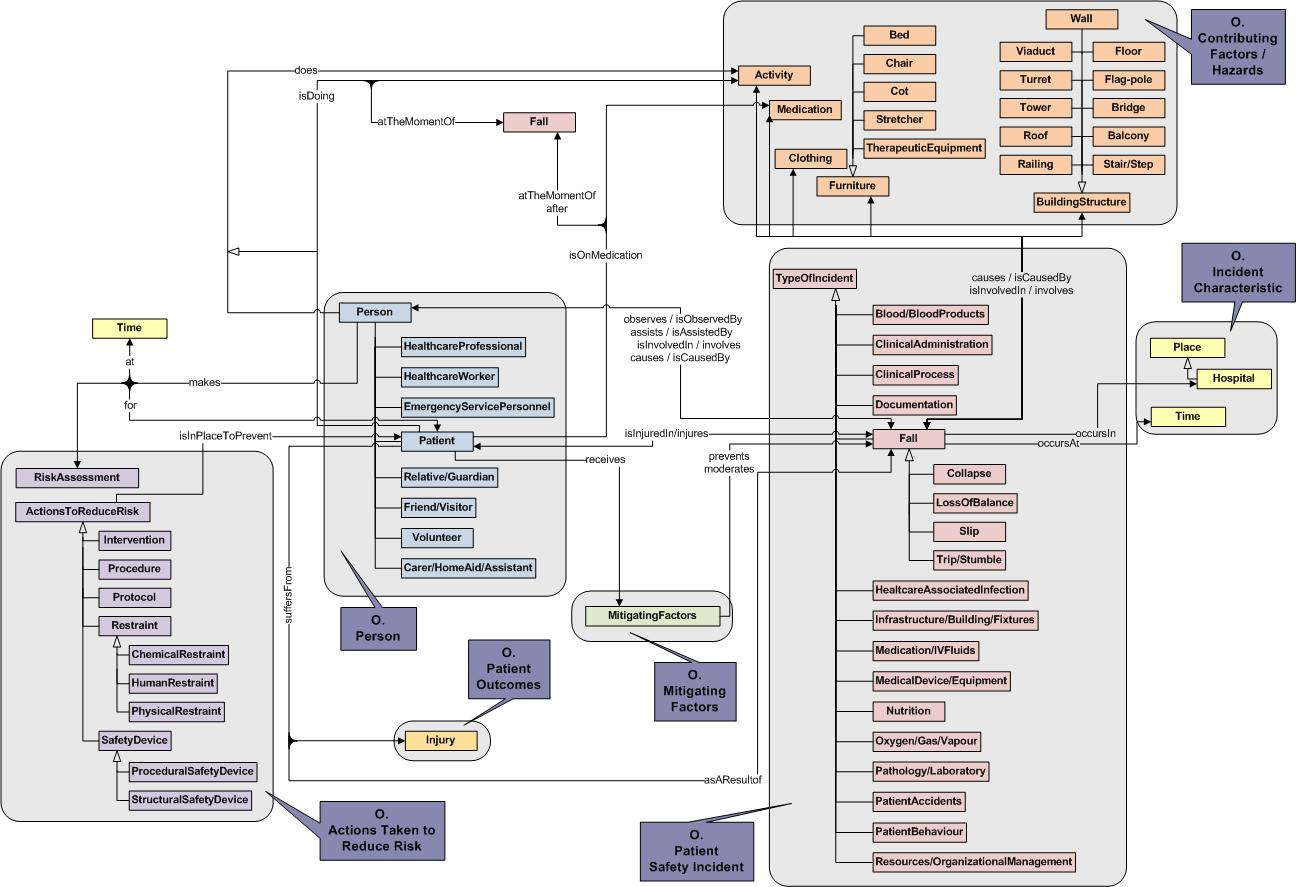 O.
Contributing
Factors /
Hazards
Wall
Bed
Viaduct
Floor
Chair
Turret
Flag-pole
Cot
Tower
Bridge
Stretcher
Roof
Balcony
TherapeuticEquipment
Railing
Stair/Step
Activity
Medication
Clothing
Furniture
BuildingStructure
does
isDoing
atTheMomentOf
Fall
atTheMomentOf
after
isOnMedication
causes / isCausedBy
isInvolvedIn / involves
O.
Incident
Characteristic
Place
Hospital
Time
occursIn
occursAt
TypeOfIncident
Blood/BloodProducts
ClinicalAdministration
ClinicalProcess
Documentation
Fall
Collapse
LossOfBalance
Slip
Trip/Stumble
HealtcareAssociatedInfection
Infrastructure/Building/Fixtures
Medication/IVFluids
MedicalDevice/Equipment
Nutrition
Oxygen/Gas/Vapour
Pathology/Laboratory
PatientAccidents
PatientBehaviour
Resources/OrganizationalManagement
O.
Patient
Safety Incident
observes / isObservedBy
assists / isAssistedBy
isInvolvedIn / involves
causes / isCausedBy
isInjuredIn/injures
prevents
moderates
receives
asAResultof
Person
HealthcareProfessional
HealthcareWorker
EmergencyServicePersonnel
Patient
Relative/Guardian
Friend/Visitor
Volunteer
Carer/HomeAid/Assistant
O.
Person
Time
at
makes
for
isInPlaceToPrevent
RiskAssessment
ActionsToReduceRisk
Intervention
Procedure
Protocol
Restraint
ChemicalRestraint
HumanRestraint
PhysicalRestraint
SafetyDevice
ProceduralSafetyDevice
StructuralSafetyDevice
O.
Actions Taken to
Reduce Risk
suffersFrom
O.
Patient
Outcomes
Injury
MitigatingFactors
O.
Mitigating
Factors